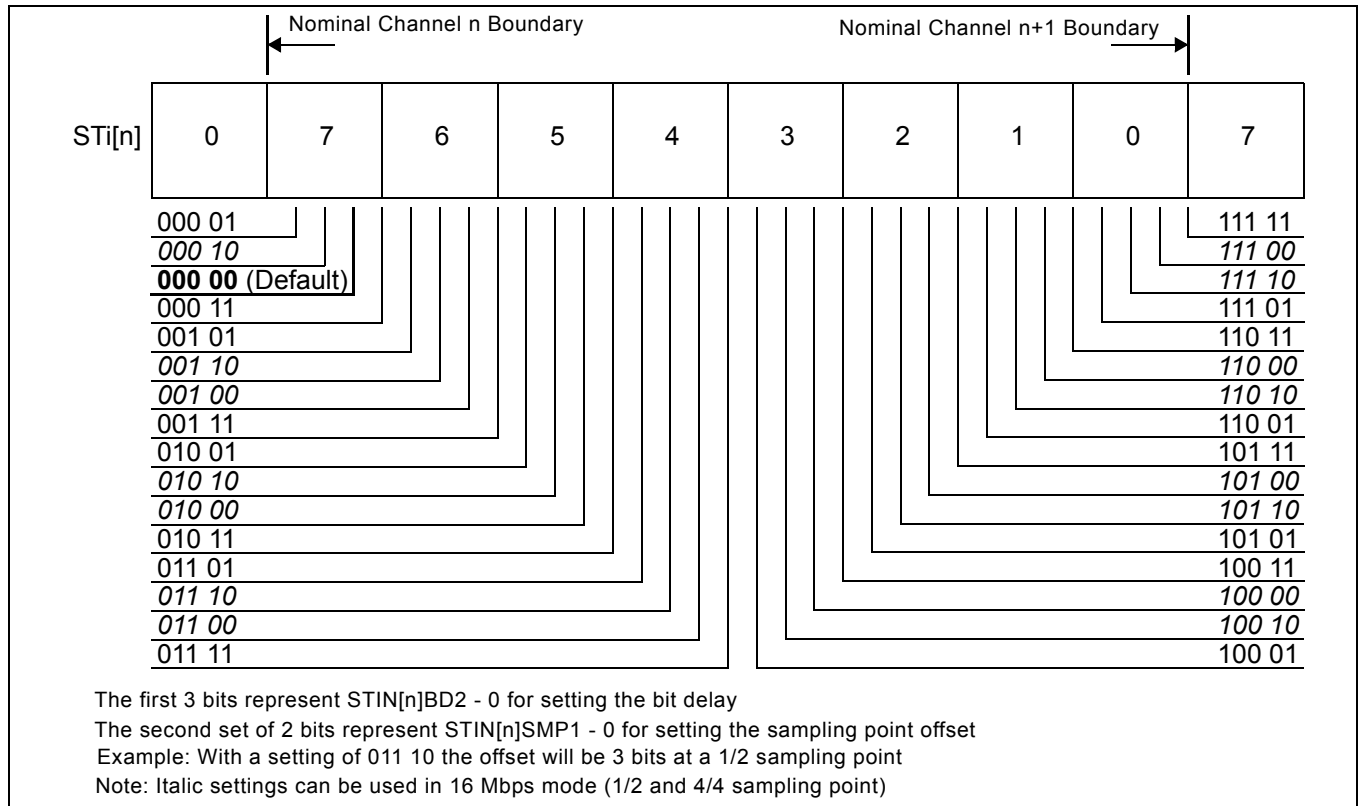 Nominal Channel n Boundary
Nominal Channel n+1 Boundary
STi[n] 0 7 6 5 4 3 2 1 0 7
000 01 111 11
000 10 111 00
000 00 (Default) 111 10
000 11 111 01
001 01 110 11
001 10 110 00
001 00 110 10
001 11 110 01
010 01 101 11
010 10 101 00
010 00 101 10
010 11 101 01
011 01 100 11
011 10 100 00
011 00 100 10
011 11 100 01
The first 3 bits represent STIN[n]BD2 - 0 for setting the bit delay
The second set of 2 bits represent STIN[n]SMP1 - 0 for setting the sampling point offset
Example: With a setting of 011 10 the offset will be 3 bits at a 1/2 sampling point
Note: Italic settings can be used in 16 Mbps mode (1/2 and 4/4 sampling point)